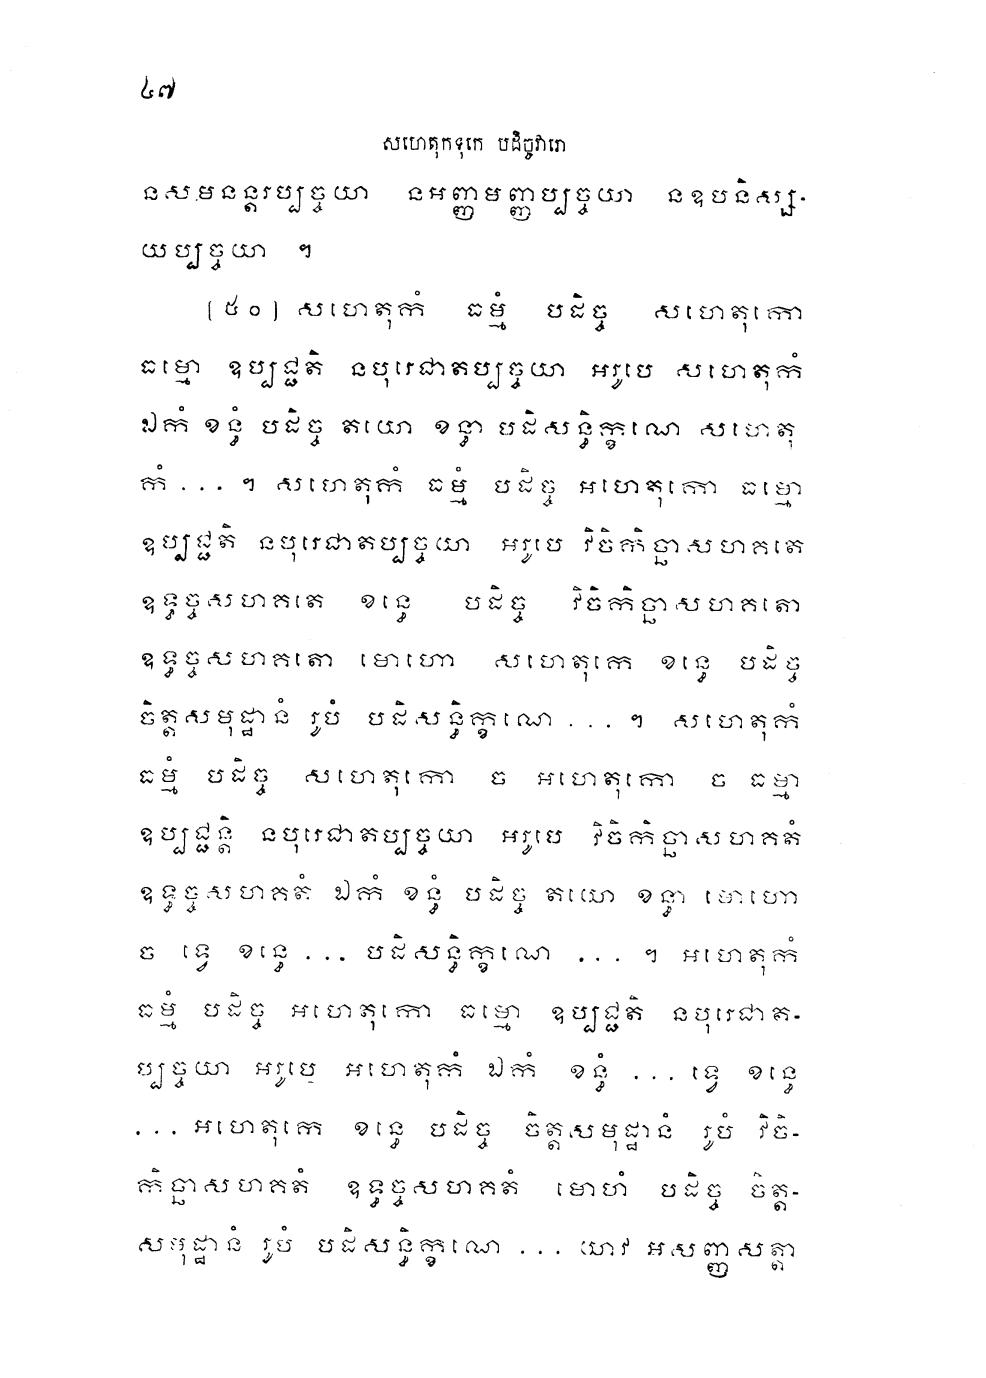 ៤៧
សហេតុកទុកេ បដិច្ចវារោ
នសមនន្តរប្បច្ចយា នអញ្ញមញ្ញប្បច្ចយា នឧបនិស្ស-
យប្បច្ចយា ។
[៥០] សហេតុកំ ធម្មំ បដិច្ច សហេតុកោ
ធម្មោ ឧប្បជ្ជតិ នបុរេជាតប្បច្ចយា អរូបេ សហេតុកំ
ឯកំ ខន្ធំ បដិច្ច តយោ ខន្ធា បដិសន្ធិក្ខណេ សហេតុ
កំ ... ។ សហេតុកំ ធម្មំ បដិច្ច អហេតុកោ ធម្មោ
ឧប្បជ្ជតិ នបុរេជាតប្បច្ចយា អរូបេ វិចិកិច្ឆាសហគតេ
ឧទ្ធច្ចសហគតេ ខន្ធេ បដិច្ច វិចិកិច្ឆាសហគតោ
ឧទ្ធច្ចសហគតោ មោហោ សហេតុកេ ខន្ធេ បដិច្ច
ចិត្តសមុដ្ឋានំ រូបំ បដិសន្ធិក្ខណេ ... ។ សហេតុកំ
ធម្មំ បដិច្ច សហេតុកោ ច អហេតុកោ ច ធម្មា
ឧប្បជ្ជន្តិ នបុរេជាតប្បច្ចយា អរូបេ វិចិកិច្ឆាសហគតំ
ឧទ្ធច្ចសហគតំ ឯកំ ខន្ធំ បដិច្ច តយោ ខន្ធា មោហោ
ច ទ្វេ ខន្ធេ ... បដិសន្ធិក្ខណេ ... ។ អហេតុកំ
ធម្មំ បដិច្ច អហេតុកោ ធម្មោ ឧប្បជ្ជតិ នបុរេជាត-
ប្បច្ចយា អរូបេ អហេតុកំ ឯកំ ខន្ធំ ... ទ្វេ ខន្ធេ
... អហេតុកេ ខន្ធេ បដិច្ច ចិត្តសមុដ្ឋានំ រូបំ វិចិ-
កិច្ឆាសហគតំ ឧទ្ធច្ចសហគតំ មោហំ បដិច្ច ចិត្ត-
សមុដ្ឋានំ រូបំ បដិសន្ធិក្ខណេ ... យាវ អសញ្ញសត្តា